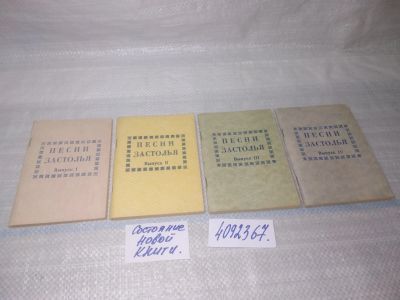 ПЕСНИ
ЗАСТОЛЬЯ
Выпуск I
ПЕСНИ
ЗАСТОЛЬЯ
Выпуск II
ПЕСНИ
ЗАСТОЛЬЯ
Выпуск III
ПЕСНИ
ЗАСТОЛЬЯ
Выпуск IV
Состояние
новой
книги.
4092367.